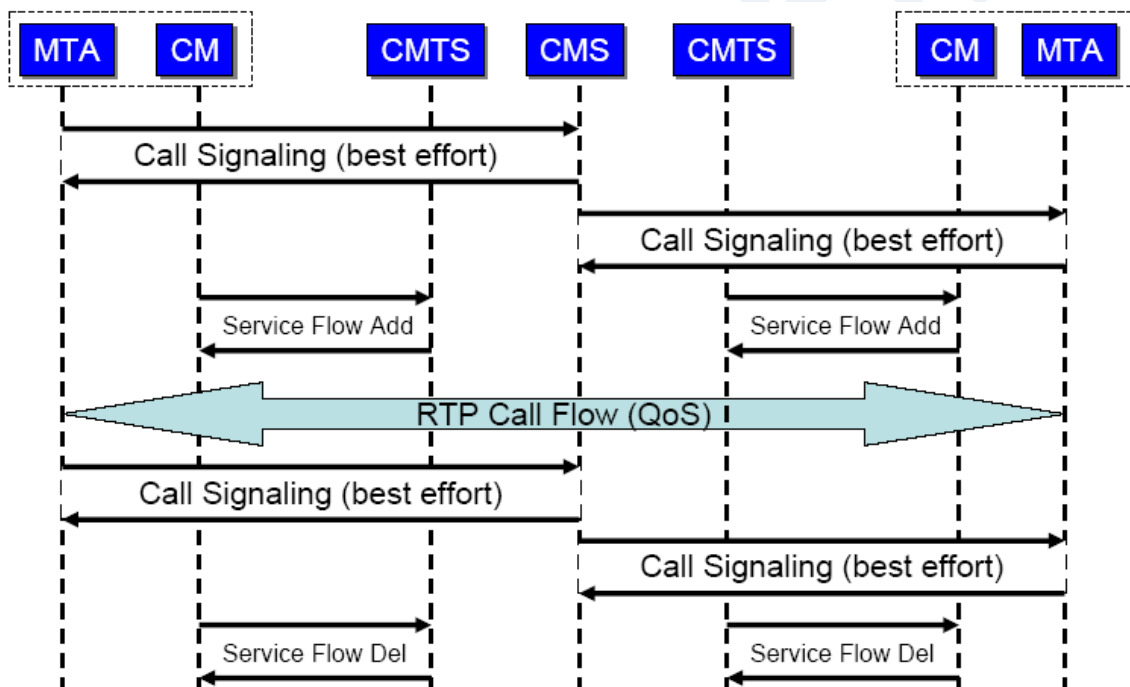 MTA CM CMTS CMS CMTS CM MTA
Call Signaling (best effort)
Call Signaling (best effort)
Service Flow Add Service Flow Add
RTP Call Flow (QoS)
Call Signaling (best effort)
Call Signaling (best effort)
Service Flow Del Service Flow Del